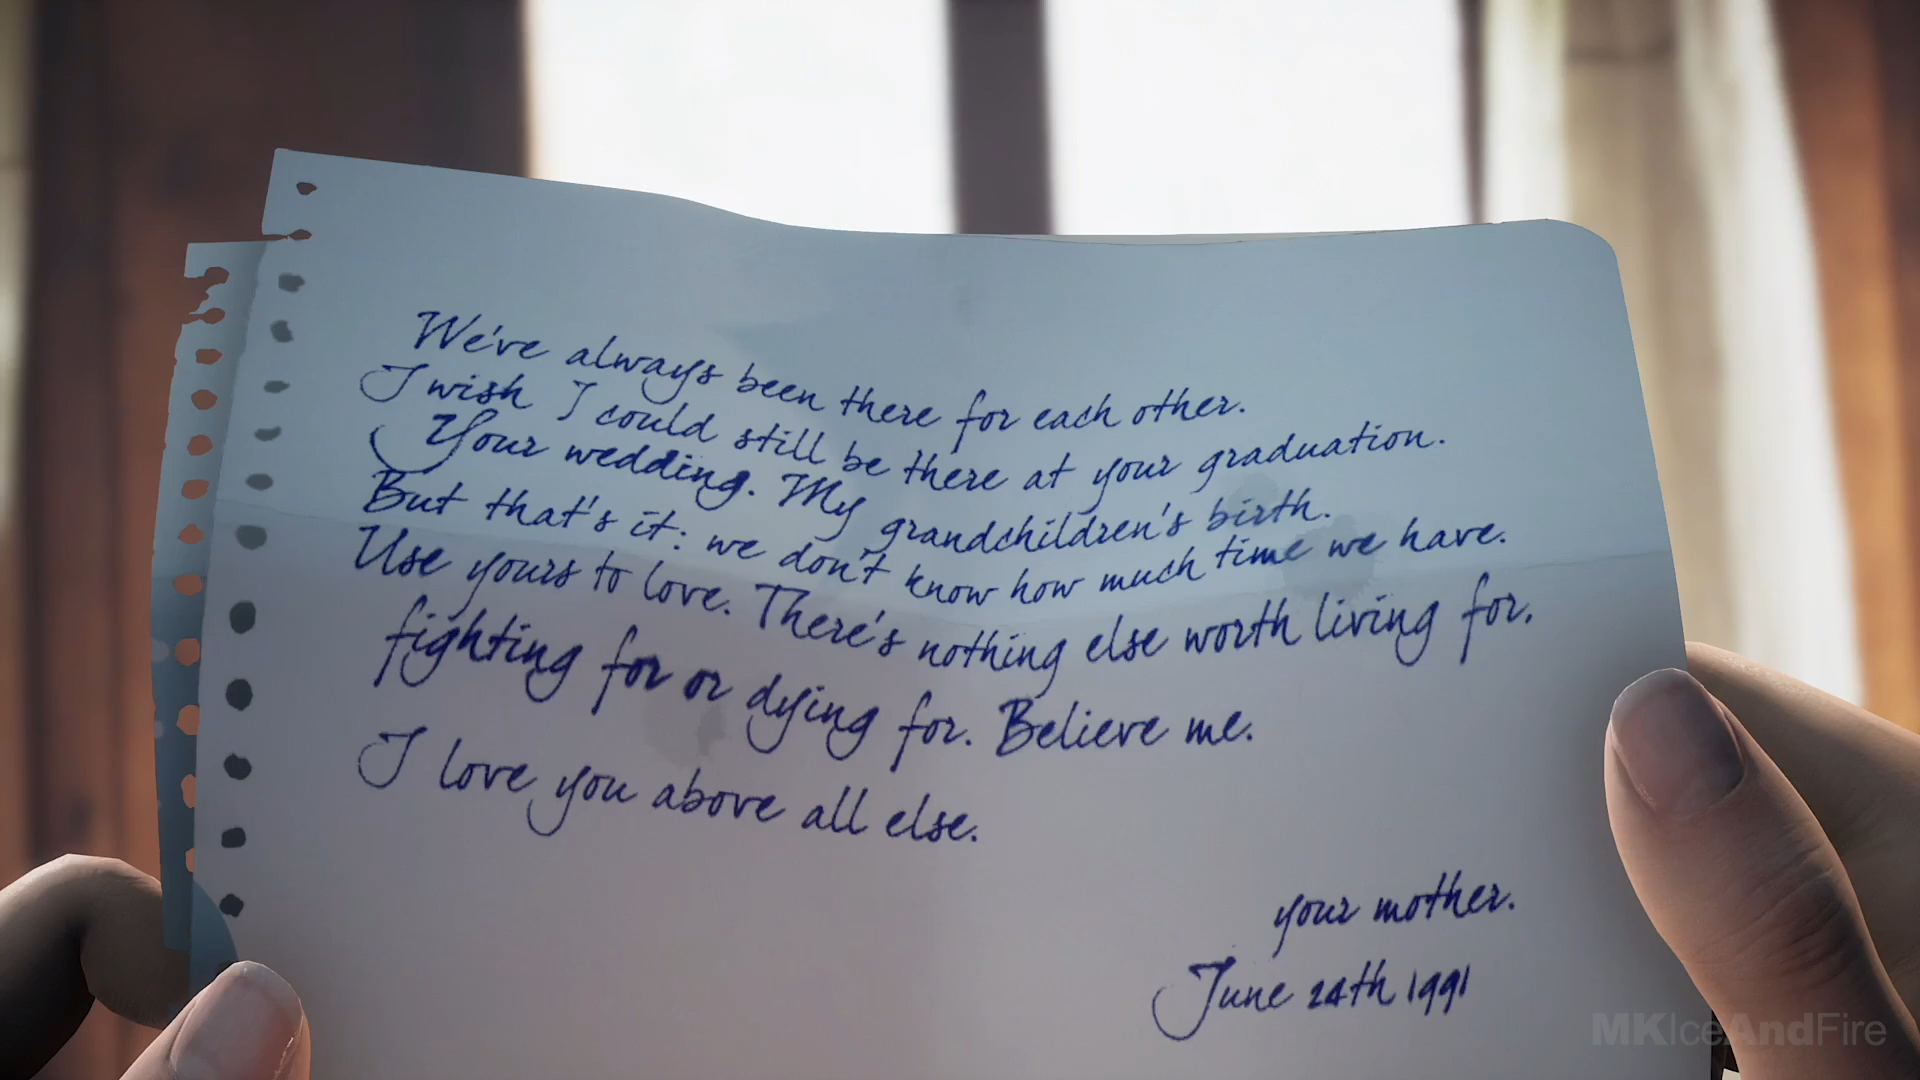 We've always been there for each other.
I wish I could still be there at your graduation.
Your wedding. My grandchildren's birth.
But that's it: we don't know how much time we have.
Use yours to love. There's nothing else worth living for,
fighting for or dying for. Believe me.
I love you above all else.
your mother.
June 24th 1991
MKIceAndFire